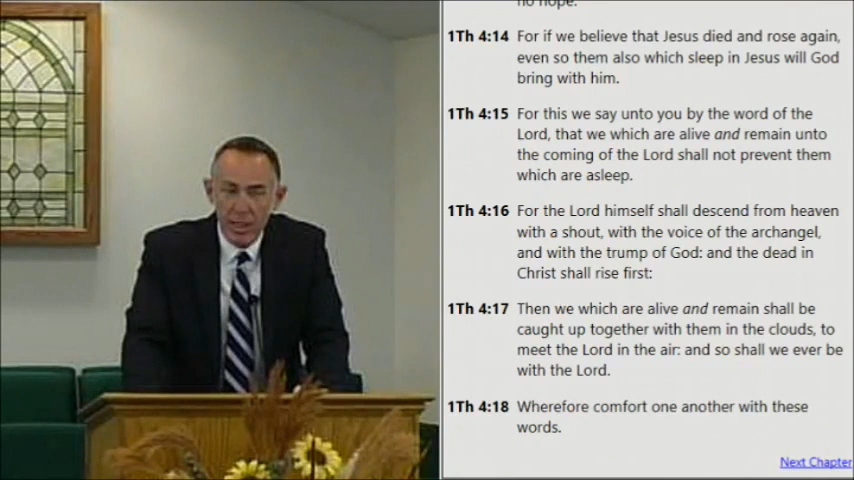 no hope.
1Th 4:14 For if we believe that Jesus died and rose again,
even so them also which sleep in Jesus will God
bring with him.
1Th 4:15 For this we say unto you by the word of the
Lord, that we which are alive and remain unto
the coming of the Lord shall not prevent them
which are asleep.
1Th 4:16 For the Lord himself shall descend from heaven
with a shout, with the voice of the archangel,
and with the trump of God: and the dead in
Christ shall rise first:
1Th 4:17 Then we which are alive and remain shall be
caught up together with them in the clouds, to
meet the Lord in the air: and so shall we ever be
with the Lord.
1Th 4:18 Wherefore comfort one another with these
words.
Next Chapter